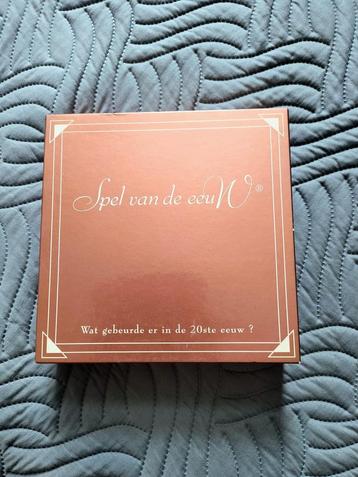 Spel van de eeuW®
Wat gebeurde er in de 20ste eeuw ?